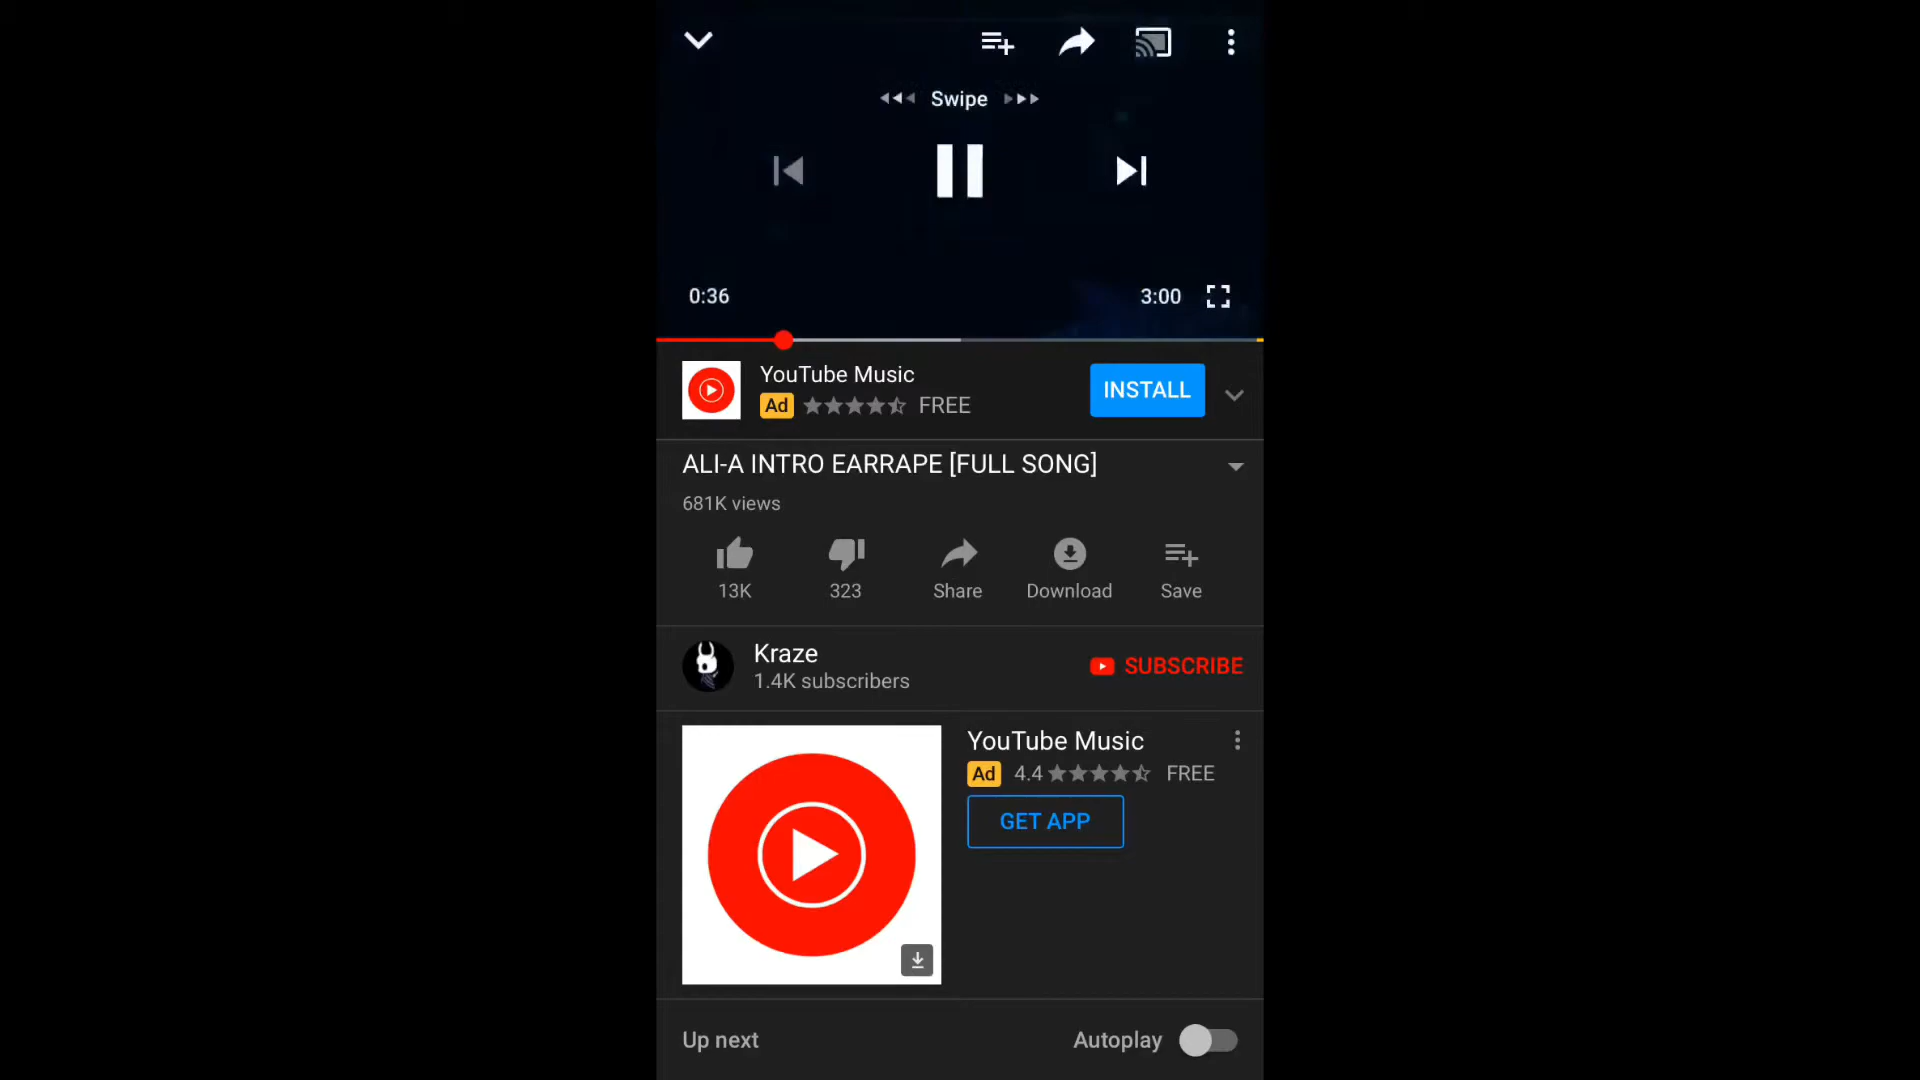 Swipe
0:36
3:00
YouTube Music
Ad
FREE
INSTALL
ALI-A INTRO EARRAPE [FULL SONG]
681K views
13K
323
Share
Download
Save
Kraze
1.4K subscribers
SUBSCRIBE
YouTube Music
Ad 4.4 FREE
GET APP
Up next
Autoplay